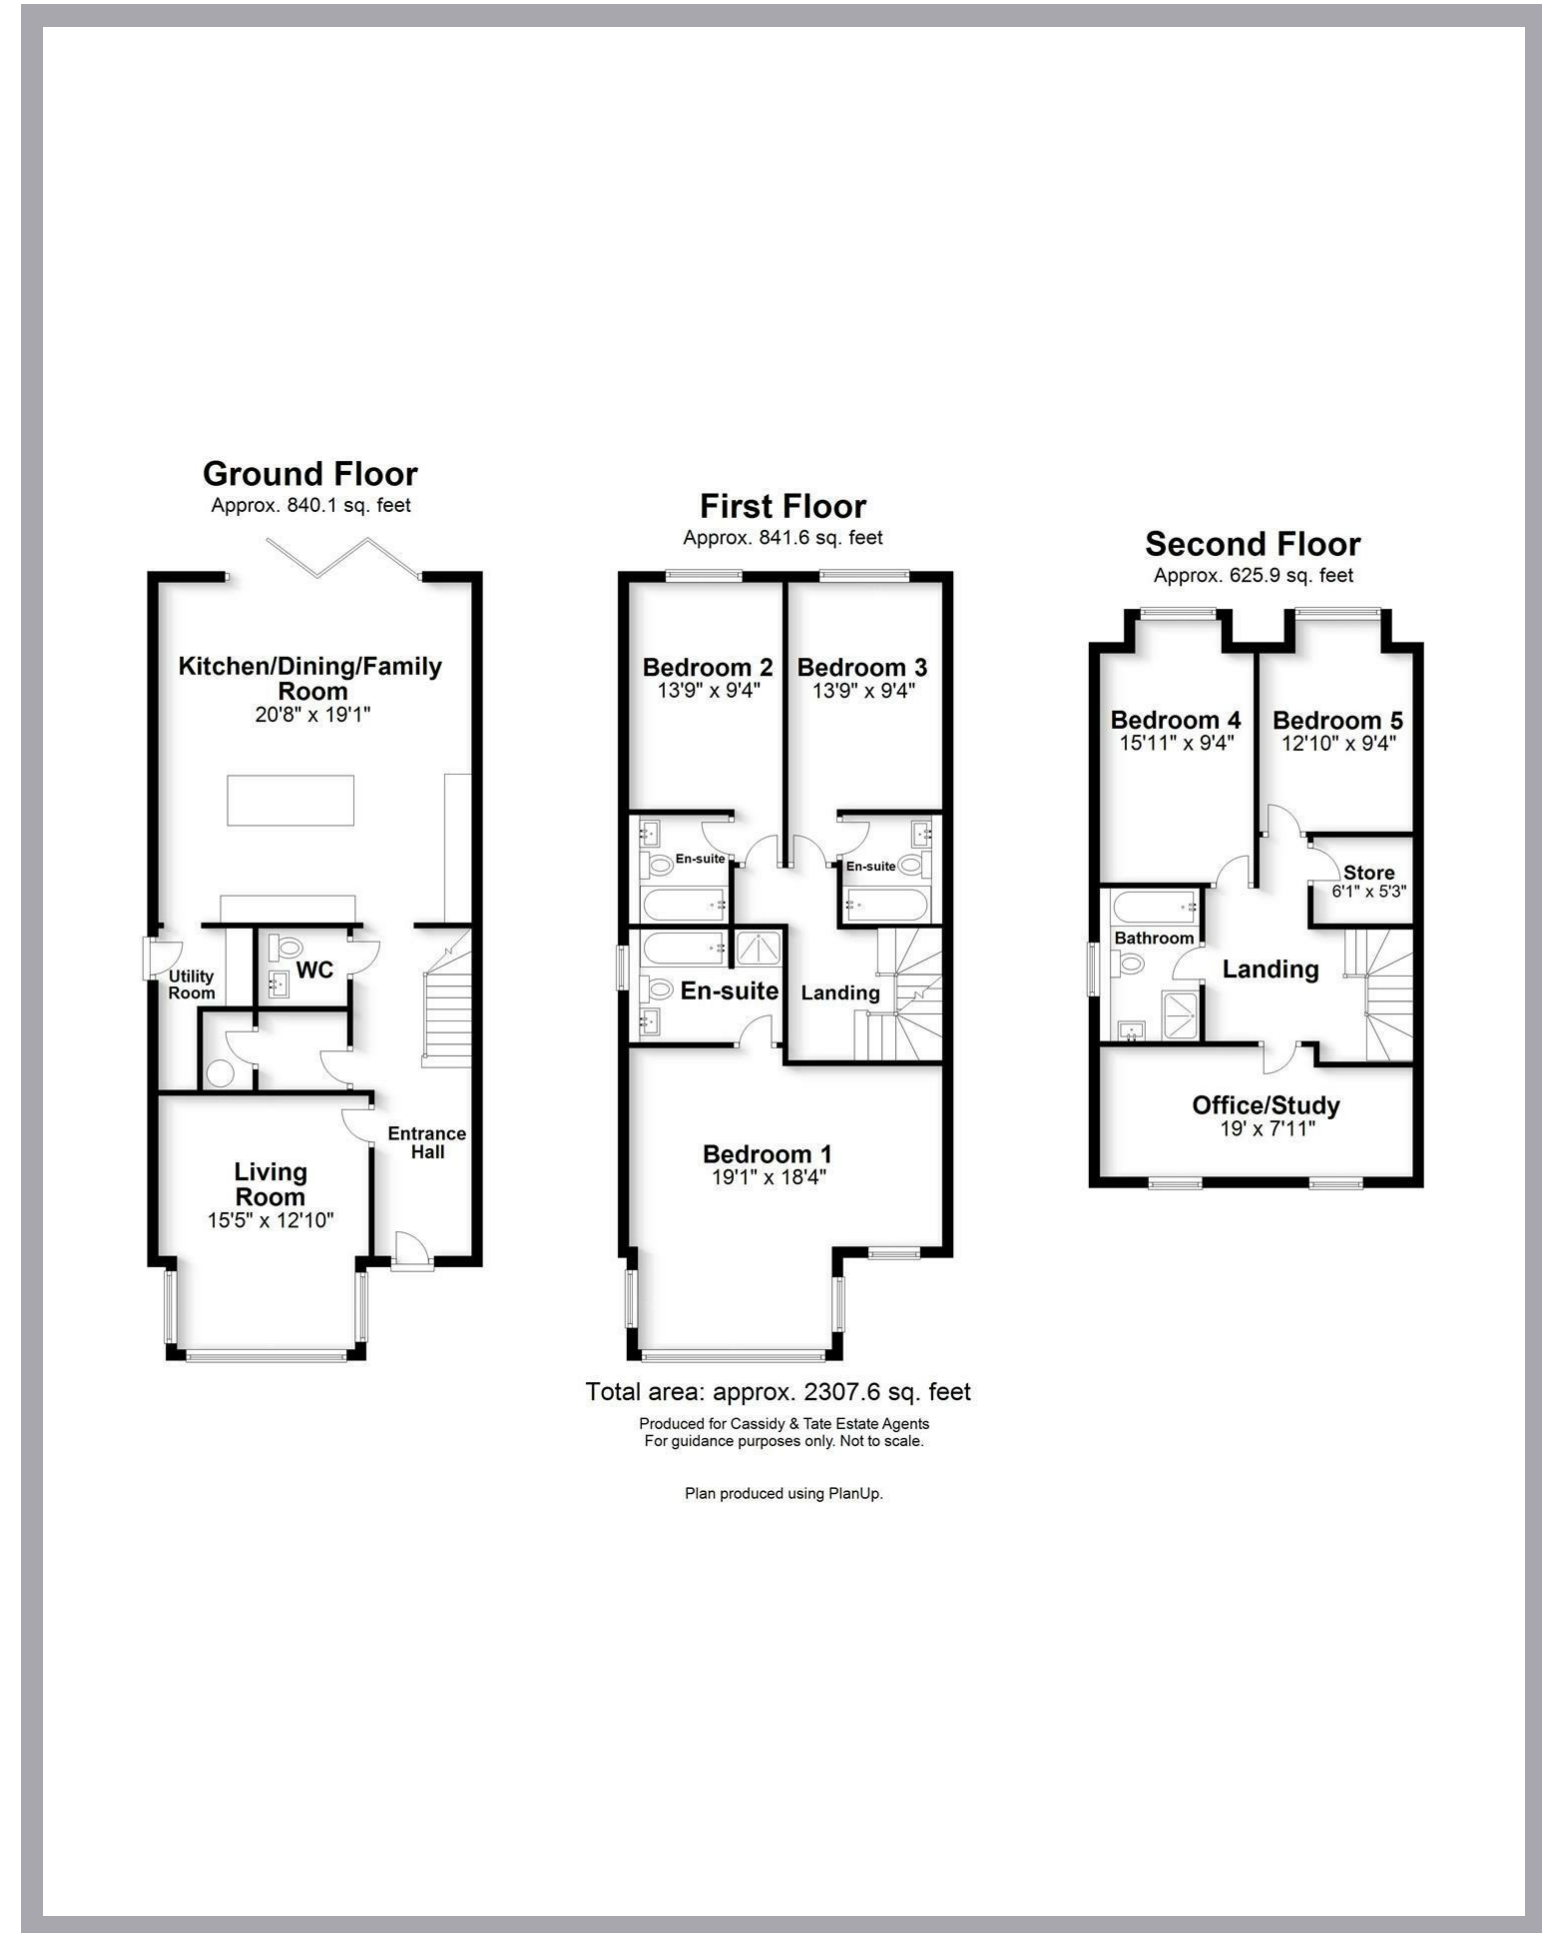 Ground Floor
Approx. 840.1 sq. feet
Kitchen/Dining/Family
Room
20'8" x 19'1"
Utility
Room
WC
Entrance
Hall
Living
Room
15'5" x 12'10"
First Floor
Approx. 841.6 sq. feet
Bedroom 2
13'9" x 9'4"
Bedroom 3
13'9" x 9'4"
En-suite
En-suite
En-suite
Landing
Bedroom 1
19'1" x 18'4"
Second Floor
Approx. 625.9 sq. feet
Bedroom 4
15'11" x 9'4"
Bedroom 5
12'10" x 9'4"
Store
6'1" x 5'3"
Bathroom
Landing
Office/Study
19' x 7'11"
Total area: approx. 2307.6 sq. feet
Produced for Cassidy & Tate Estate Agents
For guidance purposes only. Not to scale.
Plan produced using PlanUp.